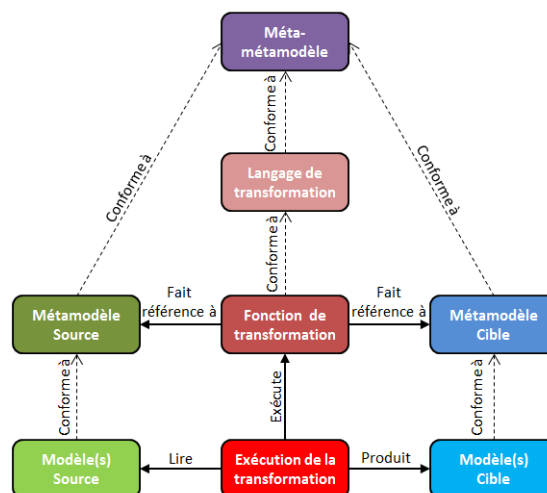 Méta-
métamodèle
Conforme à
Conforme à
Conforme à
Langage de
transformation
Conforme à
Fait
référence à
Fait
référence à
Métamodèle
Source
Fonction de
transformation
Métamodèle
Cible
Conforme à
Exécute
Conforme à
Modèle(s)
Source
Lire
Exécution de la
transformation
Produit
Modèle(s)
Cible